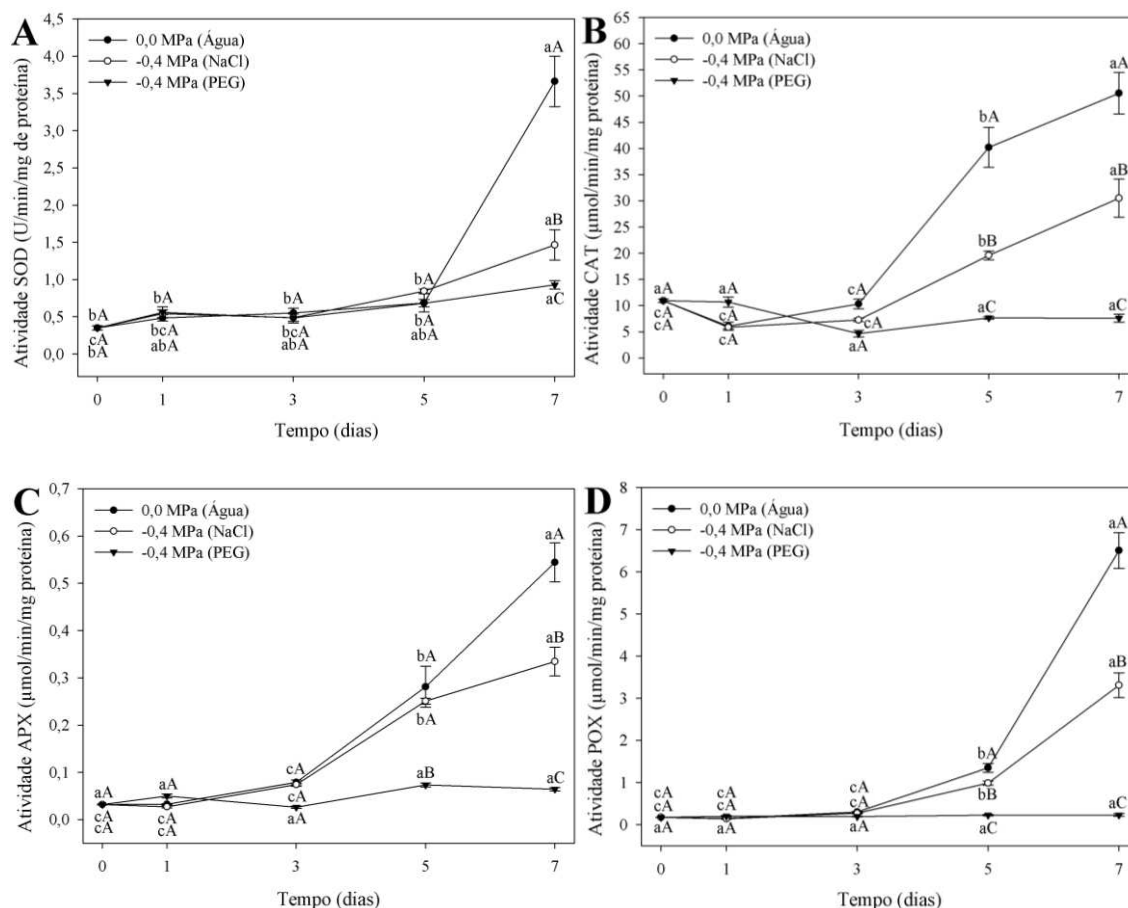 A
0,0 MPa (Água)
-0,4 MPa (NaCl)
-0,4 MPa (PEG)
Atividade SOD (U/min/mg de proteína)
4,5
4,0
3,5
3,0
2,5
2,0
1,5
1,0
0,5
0,0
aA
aB
aC
bA
bA
bA
bA
cA
bA
bcA
abA
bcA
abA
bA
abA
0
1
3
5
7
Tempo (dias)
B
0,0 MPa (Água)
-0,4 MPa (NaCl)
-0,4 MPa (PEG)
Atividade CAT (µmol/min/mg proteína)
65
60
55
50
45
40
35
30
25
20
15
10
5
0
aA
bA
aB
bB
aA
aA
cA
aC
aC
cA
cA
cA
cA
cA
aA
0
1
3
5
7
Tempo (dias)
C
0,0 MPa (Água)
-0,4 MPa (NaCl)
-0,4 MPa (PEG)
Atividade APX (µmol/min/mg proteína)
0,7
0,6
0,5
0,4
0,3
0,2
0,1
0,0
aA
aB
bA
bA
aA
aA
cA
aB
aC
cA
cA
cA
cA
cA
aA
0
1
3
5
7
Tempo (dias)
D
0,0 MPa (Água)
-0,4 MPa (NaCl)
-0,4 MPa (PEG)
Atividade POX (µmol/min/mg proteína)
8
7
6
5
4
3
2
1
0
aA
aB
bA
bB
cA
cA
aA
cA
cA
aA
cA
cA
aA
aC
aC
0
1
3
5
7
Tempo (dias)